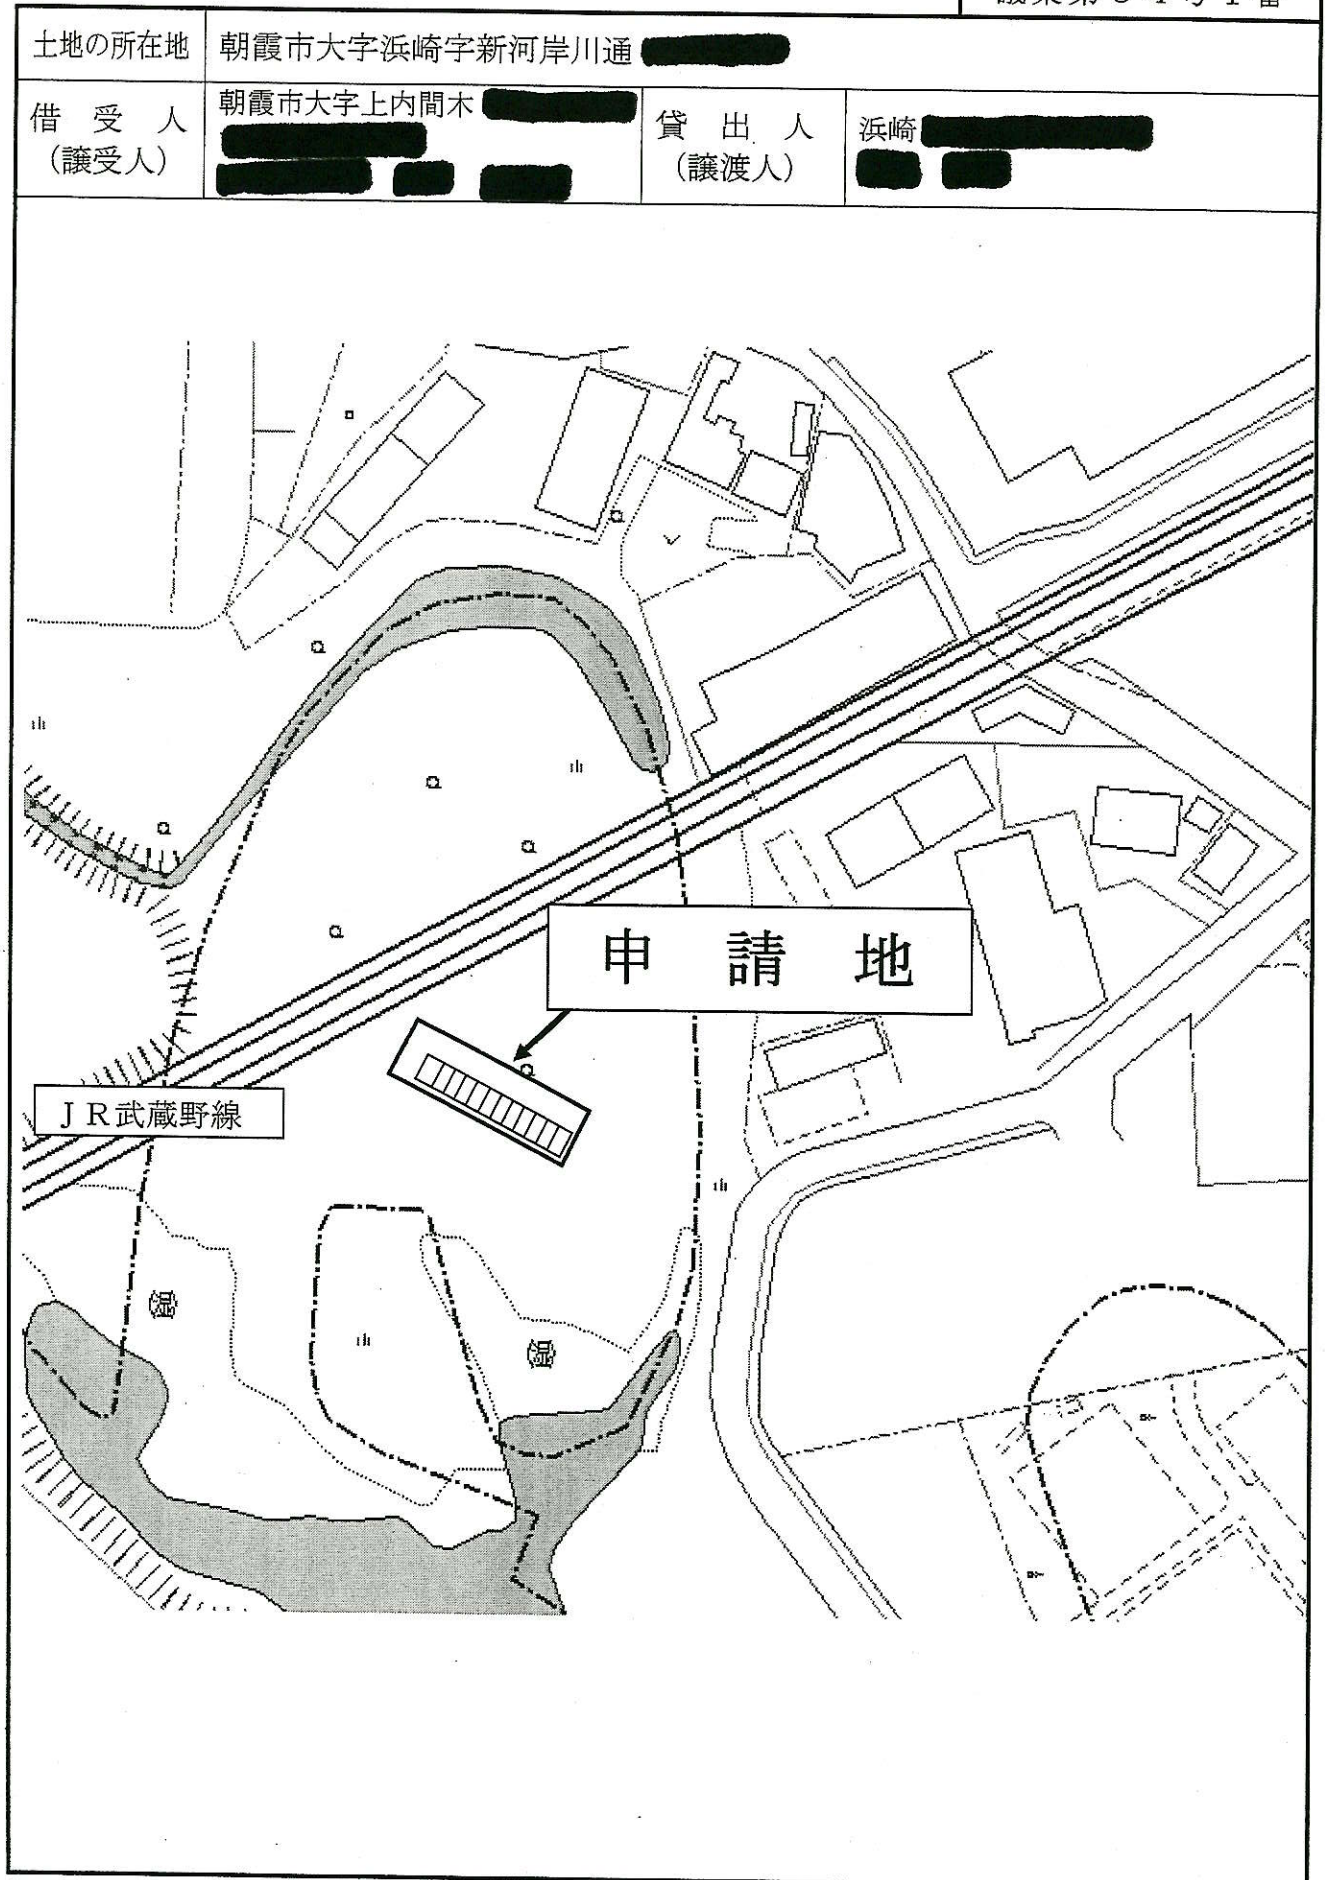 土地の所在地
朝霞市大字浜崎字新河岸川通
借受人
(譲受人)
朝霞市大字上内間木
貸出人
(譲渡人)
浜崎
申請地
JR武蔵野線